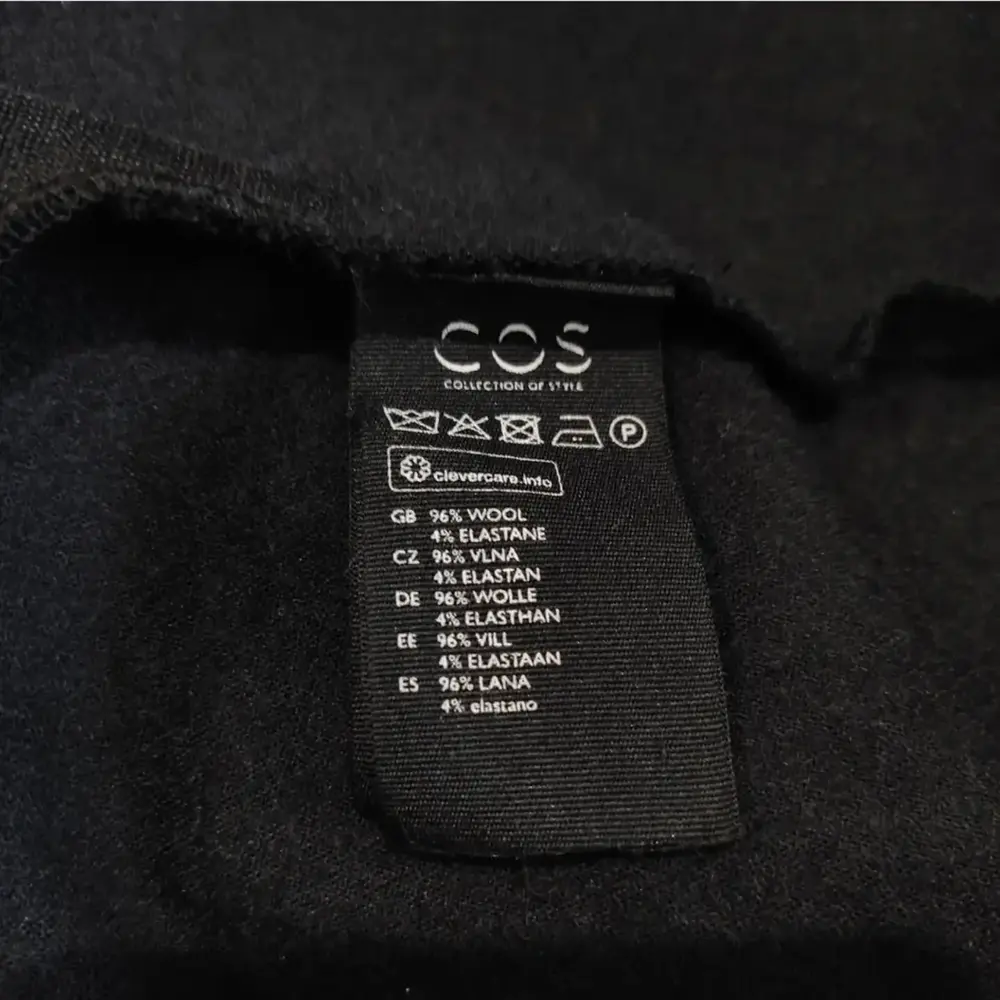 COS
COLLECTION OF STYLE
P
clevercare.info
GB 96% WOOL
4% ELASTANE
CZ 96% VLNA
4% ELASTAN
DE 96% WOLLE
4% ELASTHAN
EE 96% VILL
4% ELASTAAN
ES 96% LANA
4% elastano